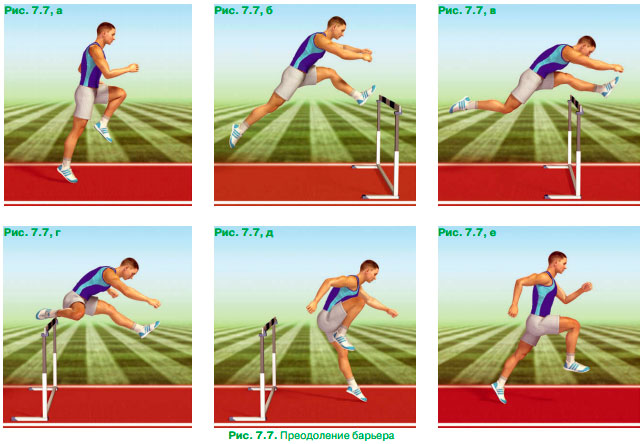 Рис. 7.7, а
Рис. 7.7, б
Рис. 7.7, в
Рис. 7.7, г
Рис. 7.7, д
Рис. 7.7, е
Рис. 7.7. Преодоление барьера